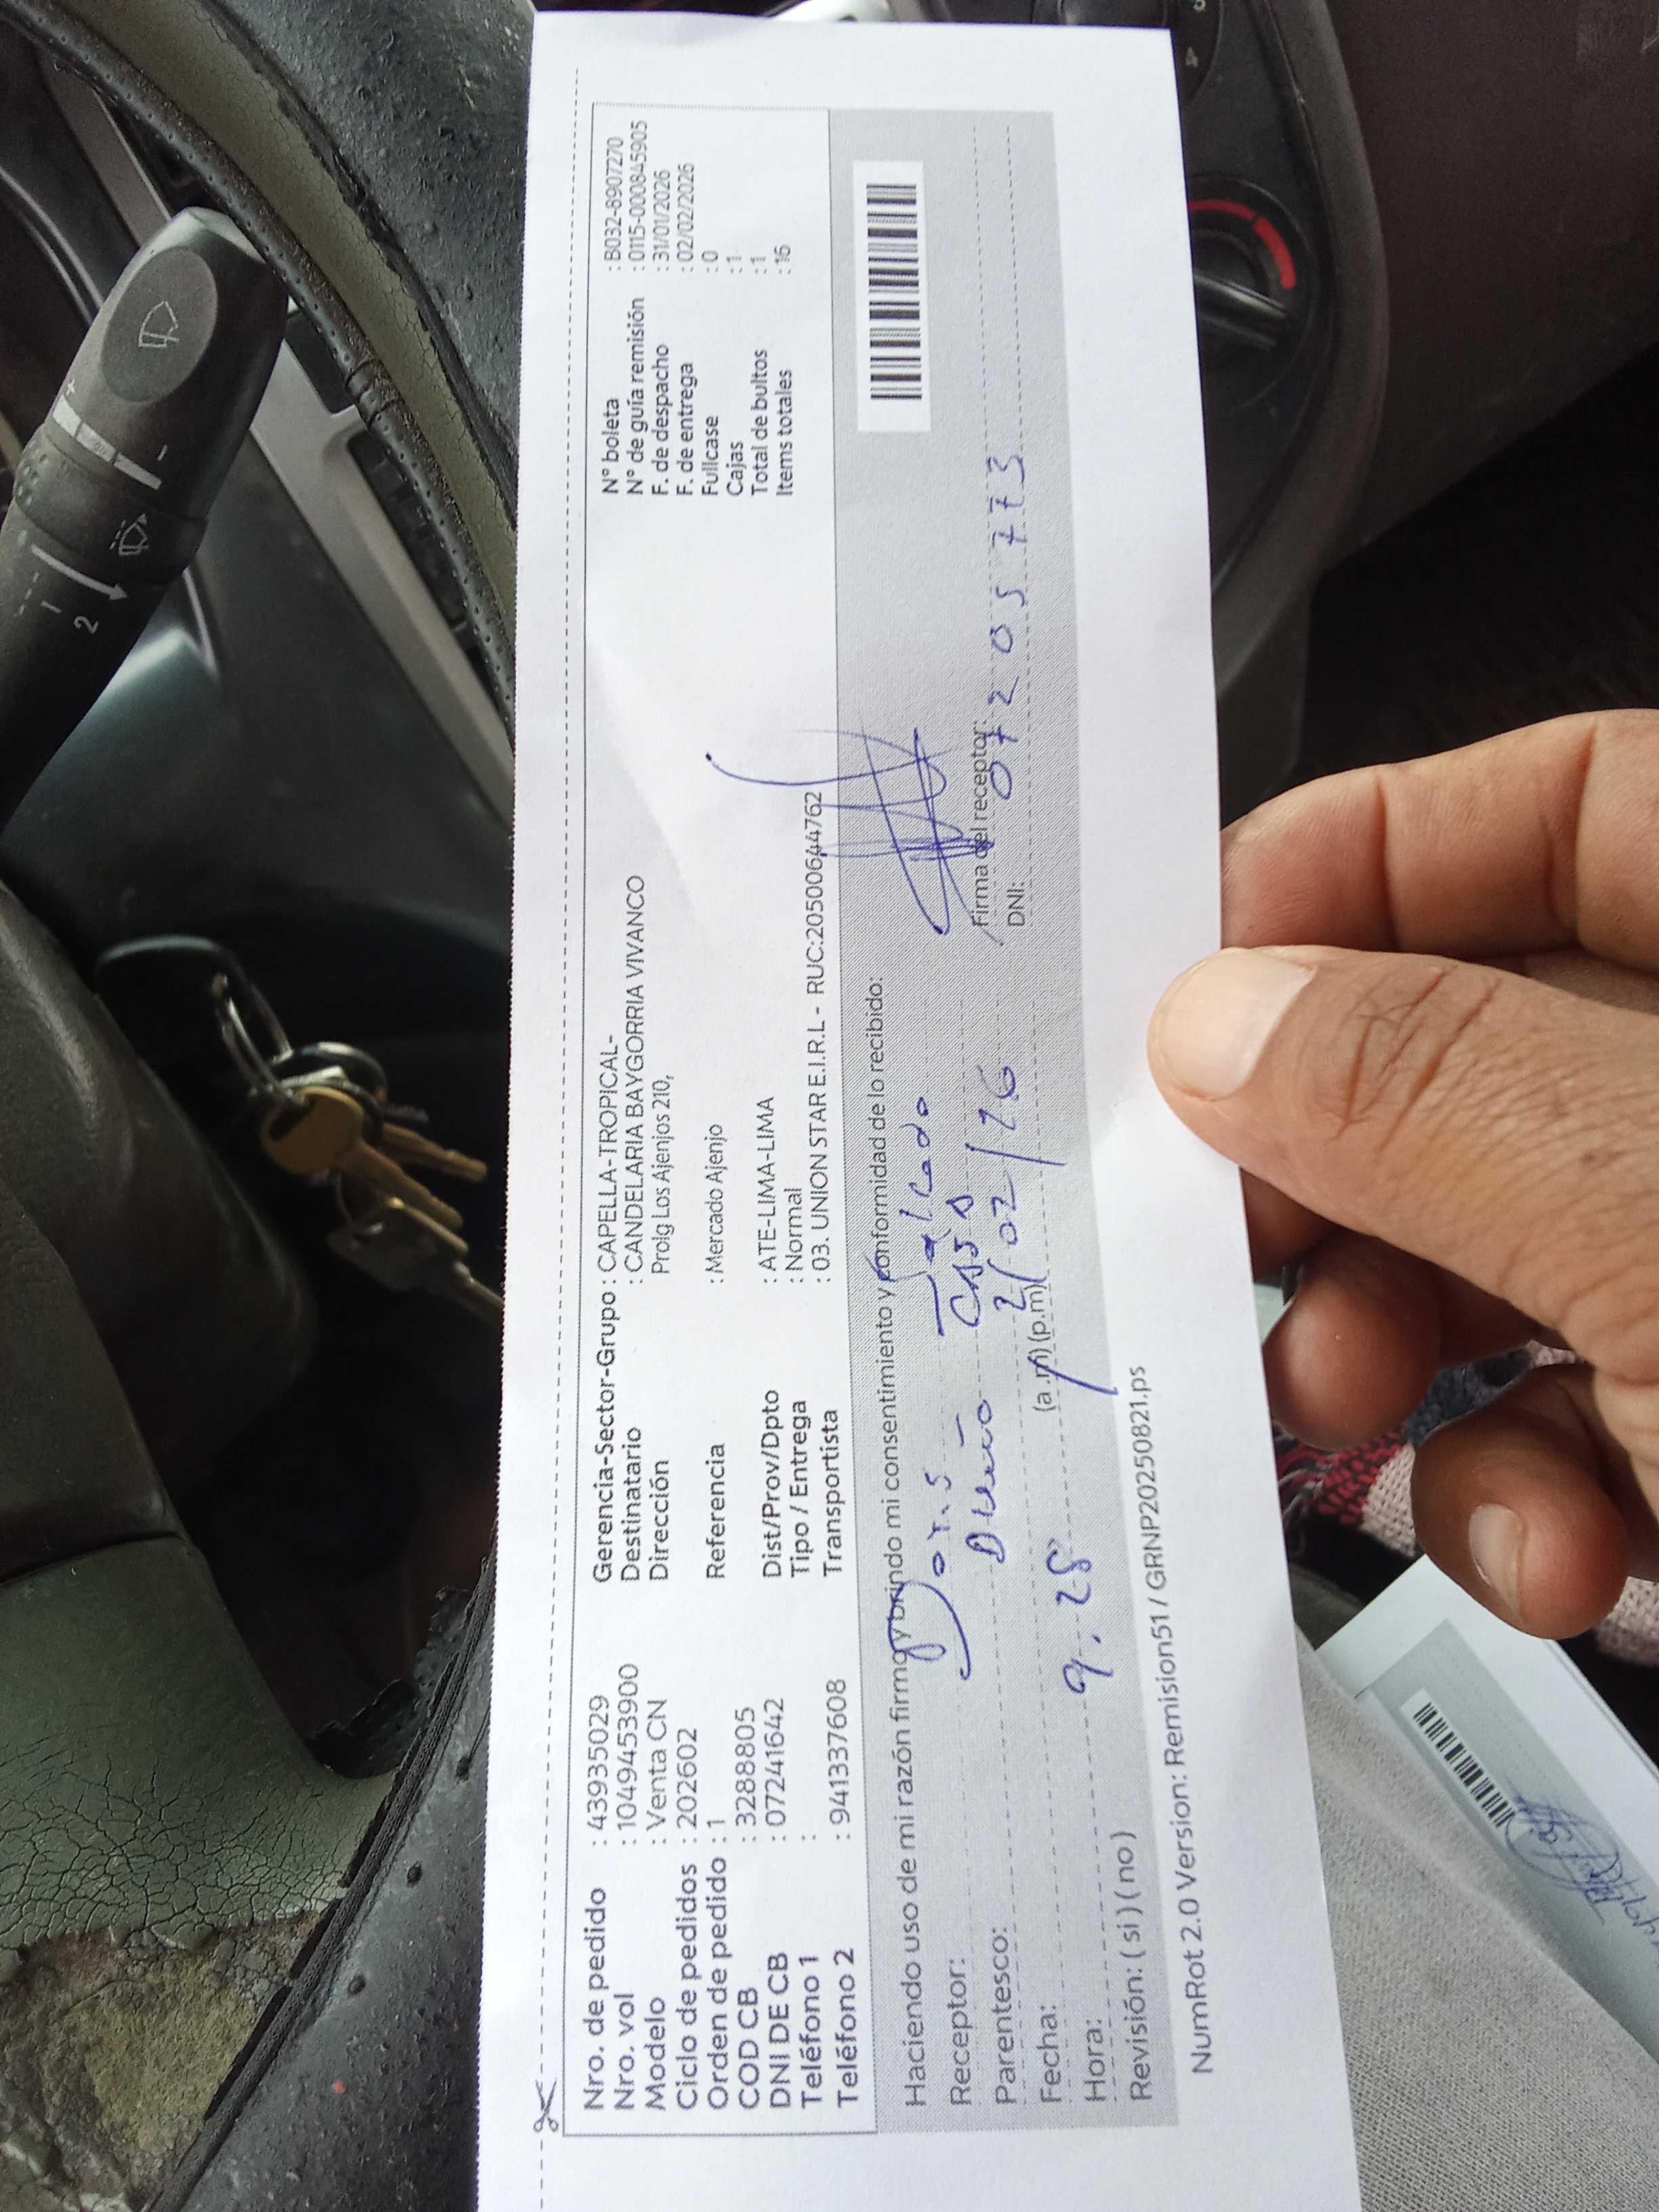 Nro. de pedido : 43935029
Nro. vol : 1049453900
Modelo : Venta CN
Ciclo de pedidos : 202602
Orden de pedido : 1
COD CB : 3288805
DNI DE CB : 07241642
Teléfono 1 :
Teléfono 2 : 941337608
Gerencia-Sector-Grupo : CAPELLA-TROPICAL-
Destinatario : CANDELARIA BAYGORRIA VIVANCO
Dirección Prolg Los Ajenjos 210,
Referencia : Mercado Ajenjo
Dist/Prov/Dpto : ATE-LIMA-LIMA
Tipo / Entrega : Normal
Transportista : 03. UNION STAR E.I.R.L - RUC:20500644762
N° boleta : B032-8907270
N° de guía remisión : 0115-000845905
F. de despacho : 31/01/2026
F. de entrega : 02/02/2026
Fullcase : 0
Cajas : 1
Total de bultos : 1
Items totales : 16
Haciendo uso de mi razón firmo y brindo mi consentimiento y conformidad de lo recibido:
Receptor: Doris Salcedo
Parentesco: Dueño
Fecha: 2/02/26
Hora: 9.28 (a.m) (p.m)
Revisión: ( si ) ( no )
Firma del receptor:
DNI: 07205773
NumRot 2.0 Version: Remision51 / GRNP20250821.ps
1
2